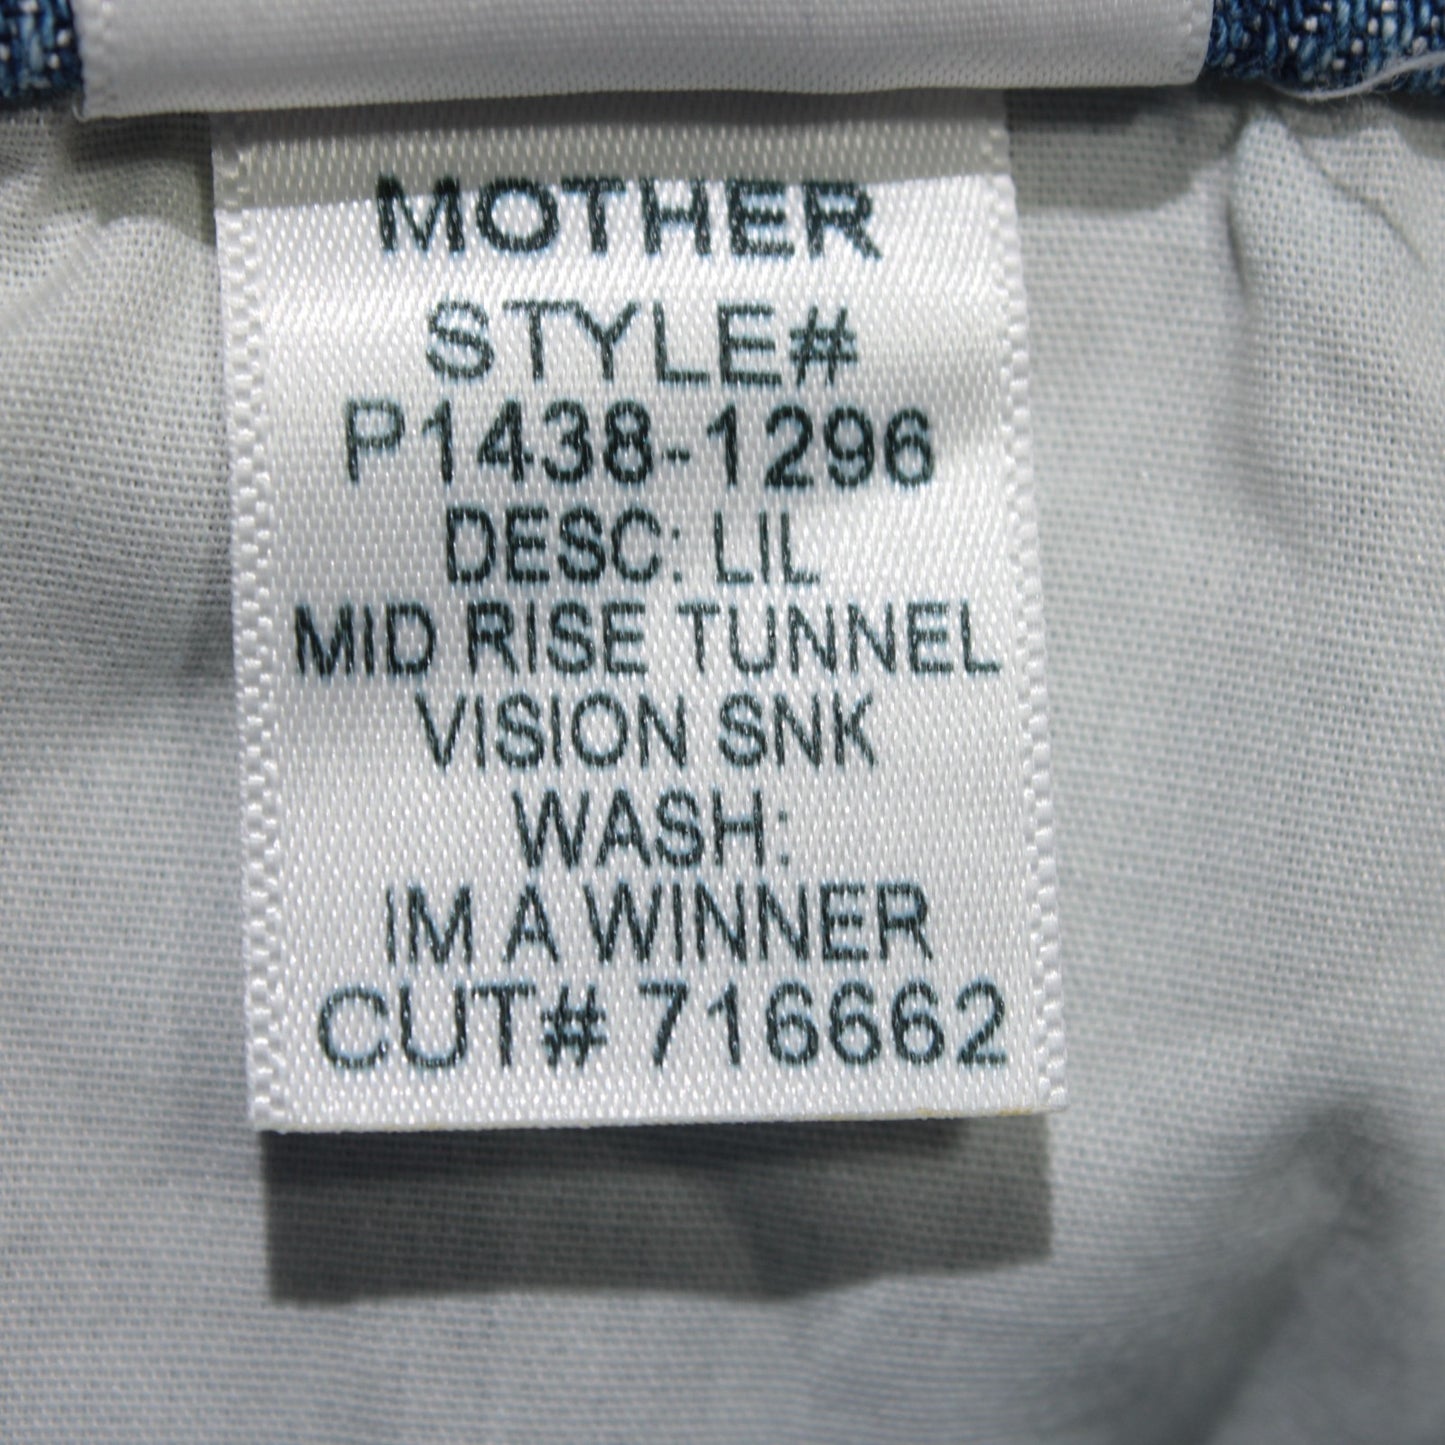 MOTHER
STYLE#
P1438-1296
DESC: LIL
MID RISE TUNNEL
VISION SNK
WASH:
IM A WINNER
CUT# 716662